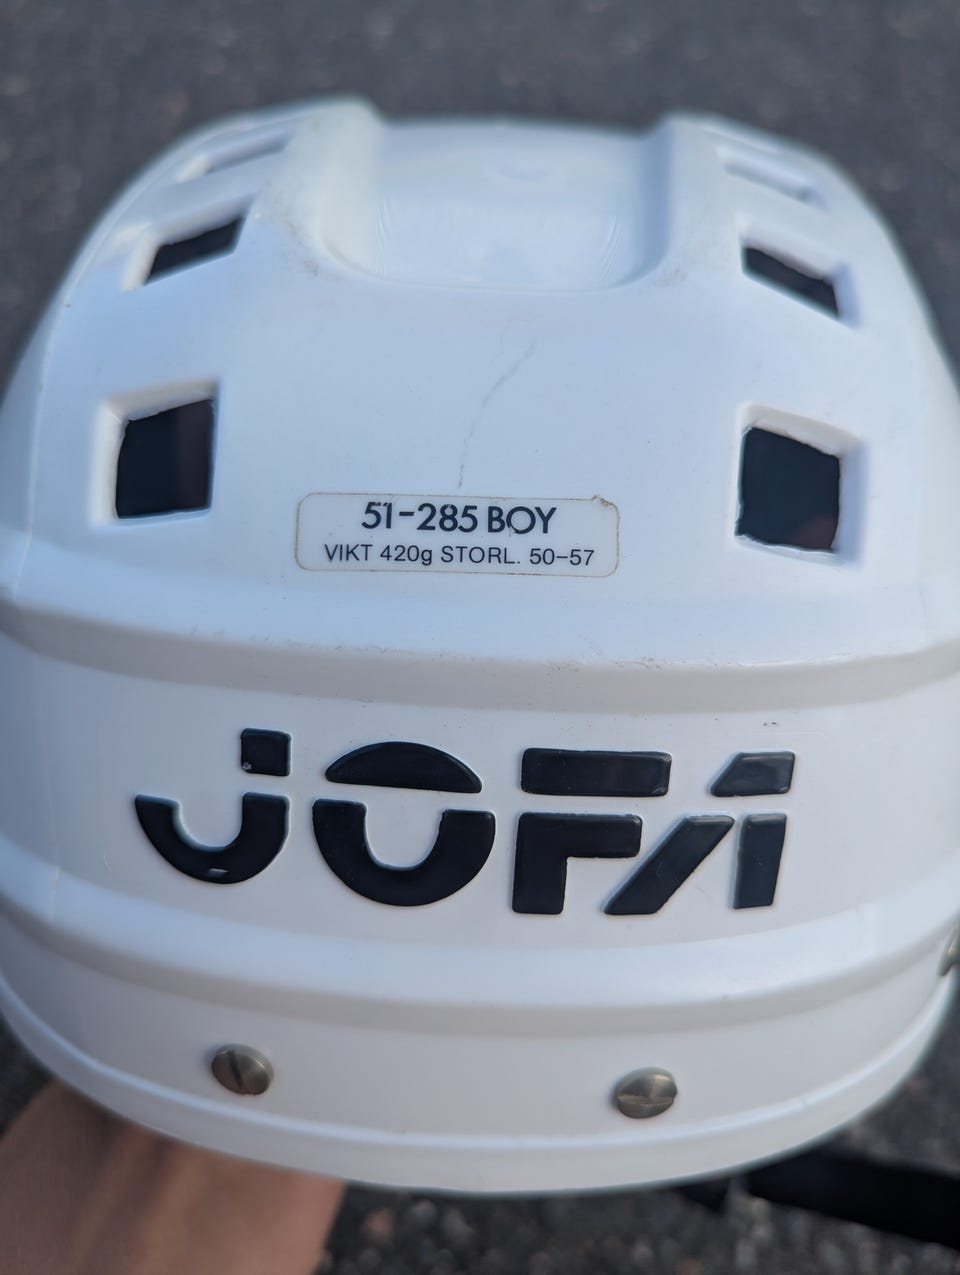 51-285 BOY
VIKT 420g STORL. 50-57
JOFA